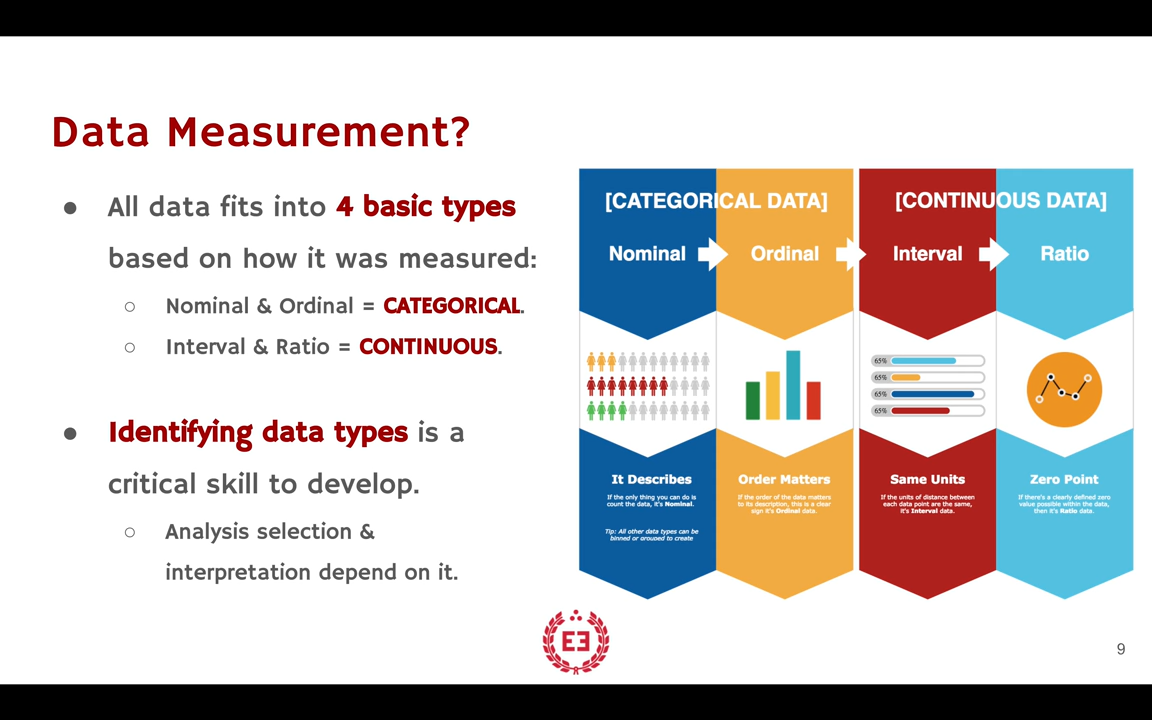 Data Measurement?
● All data fits into 4 basic types
based on how it was measured:
○ Nominal & Ordinal = CATEGORICAL.
○ Interval & Ratio = CONTINUOUS.
● Identifying data types is a
critical skill to develop.
○ Analysis selection &
interpretation depend on it.
[CATEGORICAL DATA]
Nominal
Ordinal
It Describes
If the only thing you can do is
count the data, it's Nominal.
Tip: All other data types can be
binned or grouped to create
Order Matters
If the order of the data matters
to its description, this is a clear
sign it's Ordinal data.
[CONTINUOUS DATA]
Interval
Ratio
65%
65%
65%
65%
Same Units
If the units of distance between
each data point are the same,
it's Interval data.
Zero Point
If there's a clearly defined zero
value possible within the data,
then it's Ratio data.
EE
9